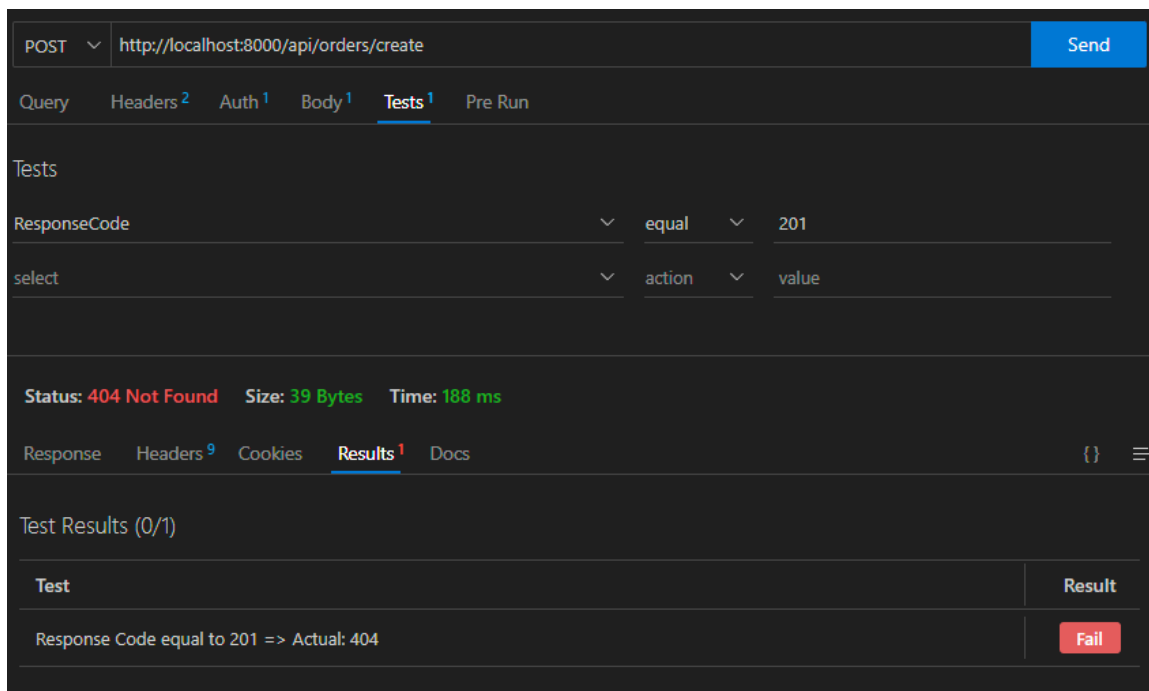 POST http://localhost:8000/api/orders/create Send
Query Headers 2 Auth 1 Body 1 Tests 1 Pre Run
Tests
ResponseCode equal 201
select action value
Status: 404 Not Found Size: 39 Bytes Time: 188 ms
Response Headers 9 Cookies Results 1 Docs { }
Test Results (0/1)
Test Result
Response Code equal to 201 => Actual: 404 Fail